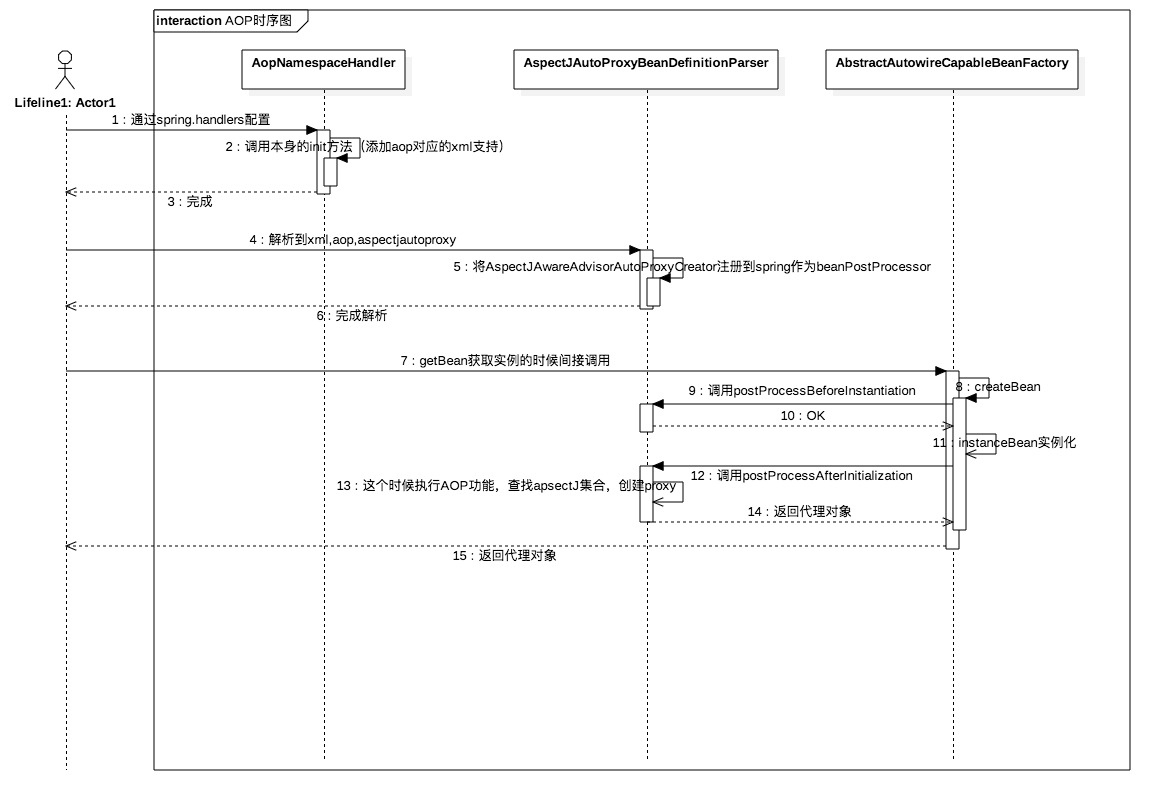 interaction AOP时序图
AopNamespaceHandler
AspectJAutoProxyBeanDefinitionParser
AbstractAutowireCapableBeanFactory
Lifeline1: Actor1
1 : 通过spring.handlers配置
2 : 调用本身的init方法（添加aop对应的xml支持）
3 : 完成
4 : 解析到xml,aop,aspectjautoproxy
5 : 将AspectJAwareAdvisorAutoProxyCreator注册到spring作为beanPostProcessor
6 : 完成解析
7 : getBean获取实例的时候间接调用
8 : createBean
9 : 调用postProcessBeforeInstantiation
10 : OK
11 : instanceBean实例化
12 : 调用postProcessAfterInitialization
13 : 这个时候执行AOP功能，查找apsectJ集合，创建proxy
14 : 返回代理对象
15 : 返回代理对象